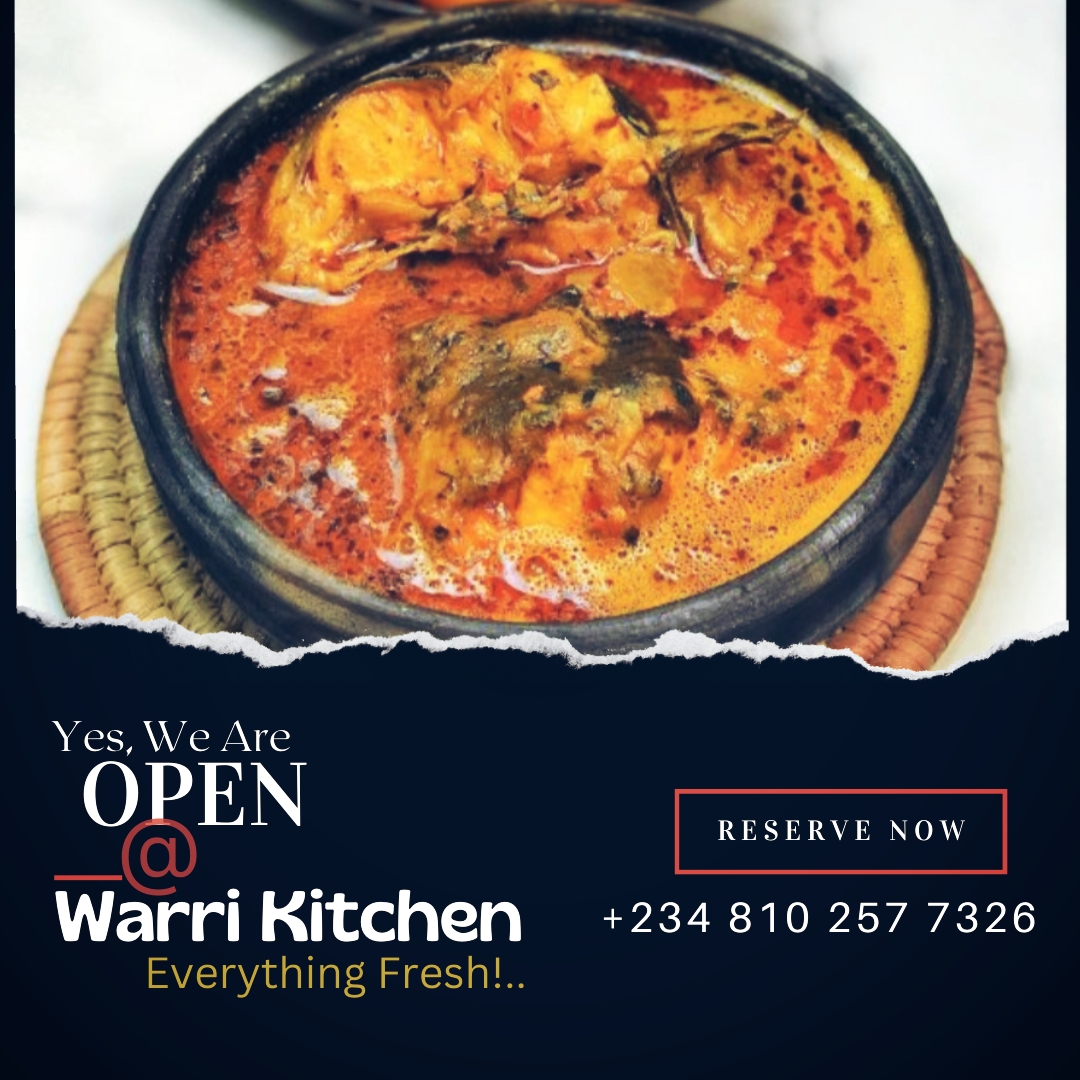 Yes, We Are
OPEN
@
Warri Kitchen
Everything Fresh!..
RESERVE NOW
+234 810 257 7326